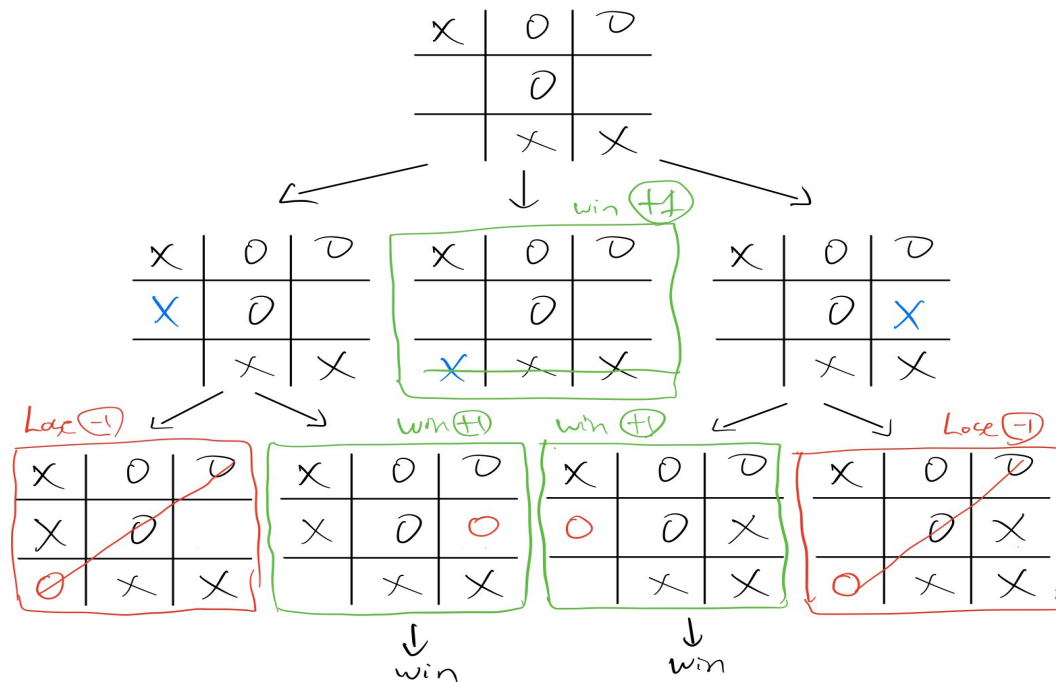 X O O
O
X X
win +1
X O O
X O
X X
X O O
O
X X X
X O O
O X
X X
Lose -1
win +1
win +1
Lose -1
X O O
X O
O X X
X O O
X O O
X X
X O O
O O X
X X
X O O
O X
O X X
win
win